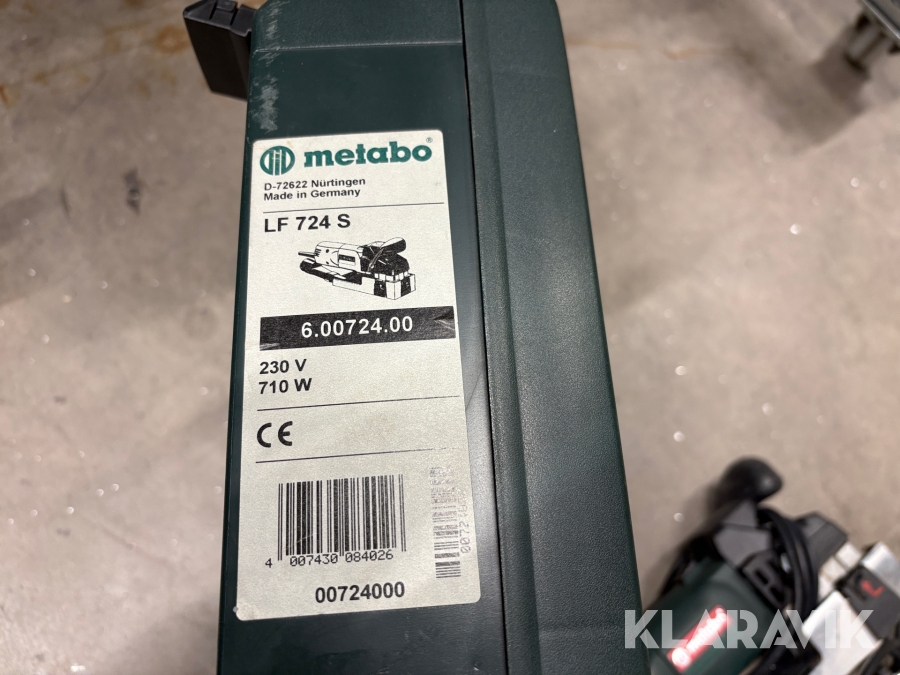 metabo®
D-72622 Nürtingen
Made in Germany
LF 724 S
6.00724.00
230 V
710 W
CE
4 007430 084026
00724000
KLARAVIK
metabo